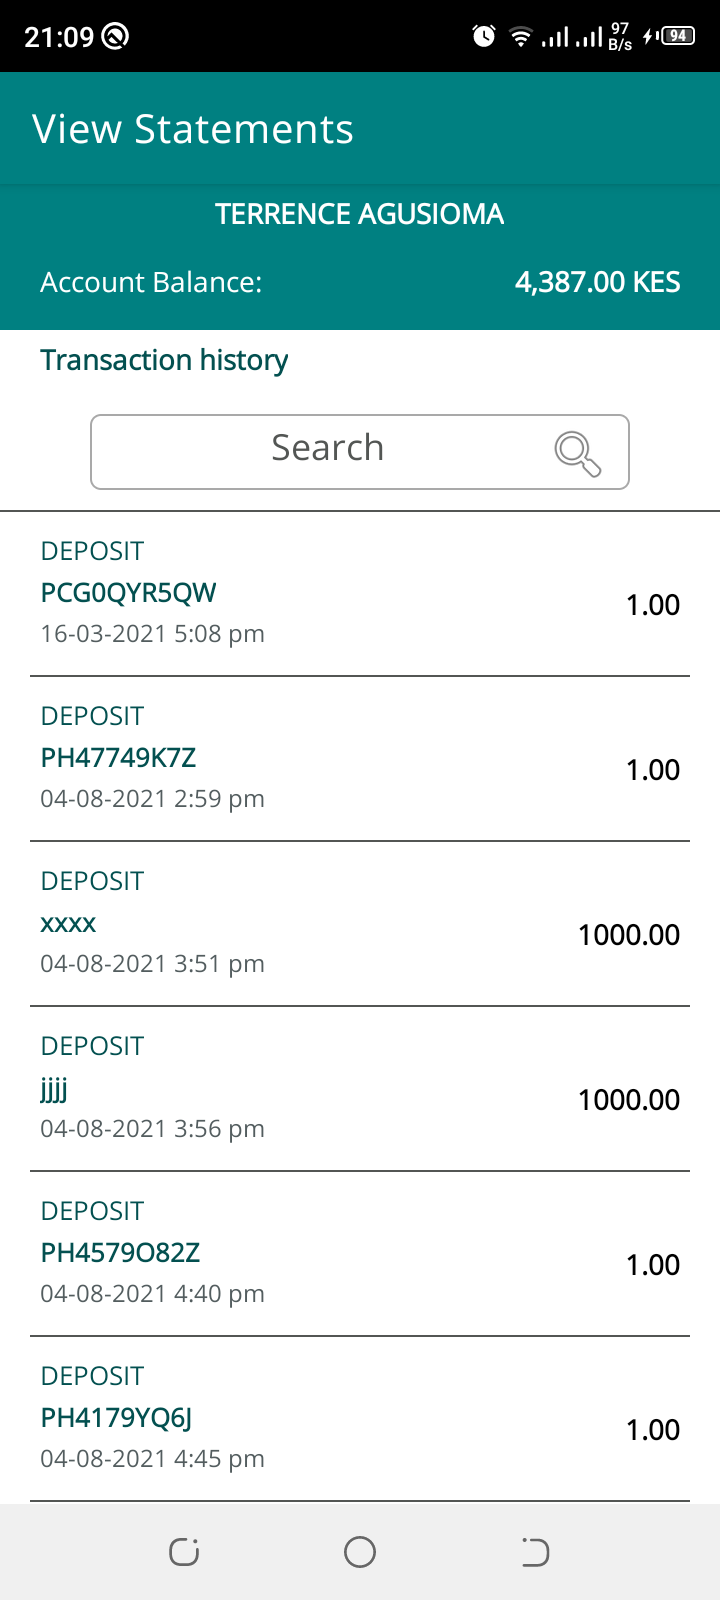 21:09
97
B/s
94
View Statements
TERRENCE AGUSIOMA
Account Balance: 4,387.00 KES
Transaction history
Search
DEPOSIT
PCG0QYR5QW
1.00
16-03-2021 5:08 pm
DEPOSIT
PH47749K7Z
1.00
04-08-2021 2:59 pm
DEPOSIT
xxxx
1000.00
04-08-2021 3:51 pm
DEPOSIT
jjjj
1000.00
04-08-2021 3:56 pm
DEPOSIT
PH4579O82Z
1.00
04-08-2021 4:40 pm
DEPOSIT
PH4179YQ6J
1.00
04-08-2021 4:45 pm